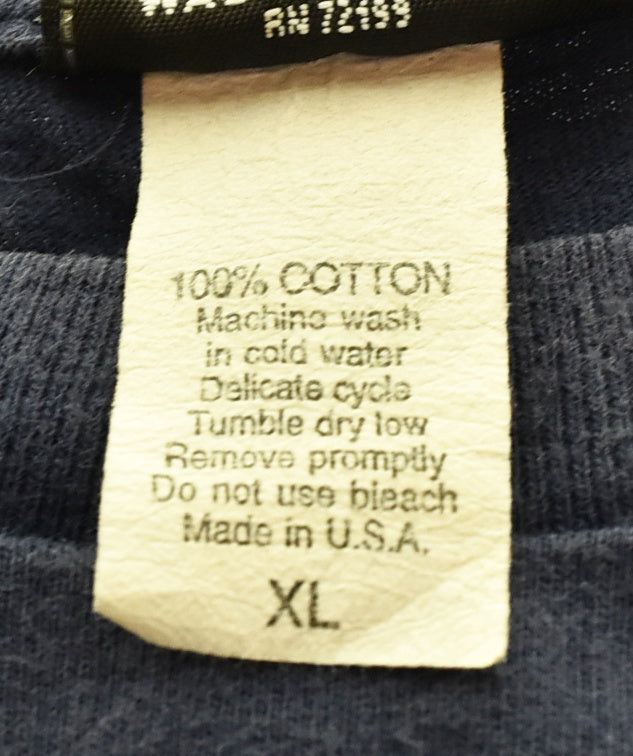 RN 72199
100% COTTON
Machine wash
in cold water
Delicate cycle
Tumble dry low
Remove promptly
Do not use bleach
Made in U.S.A.
XL